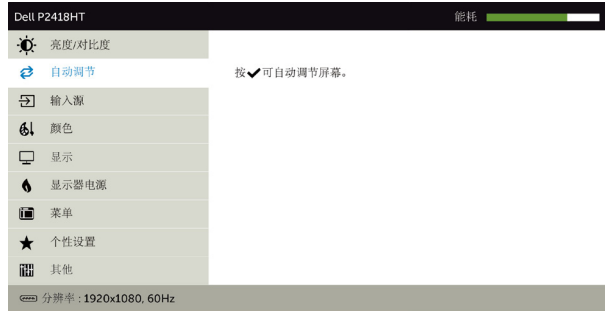 Dell P2418HT 能耗
亮度/对比度
自动调节 按✔可自动调节屏幕。
输入源
颜色
显示
显示器电源
菜单
个性设置
其他
分辨率 : 1920x1080, 60Hz